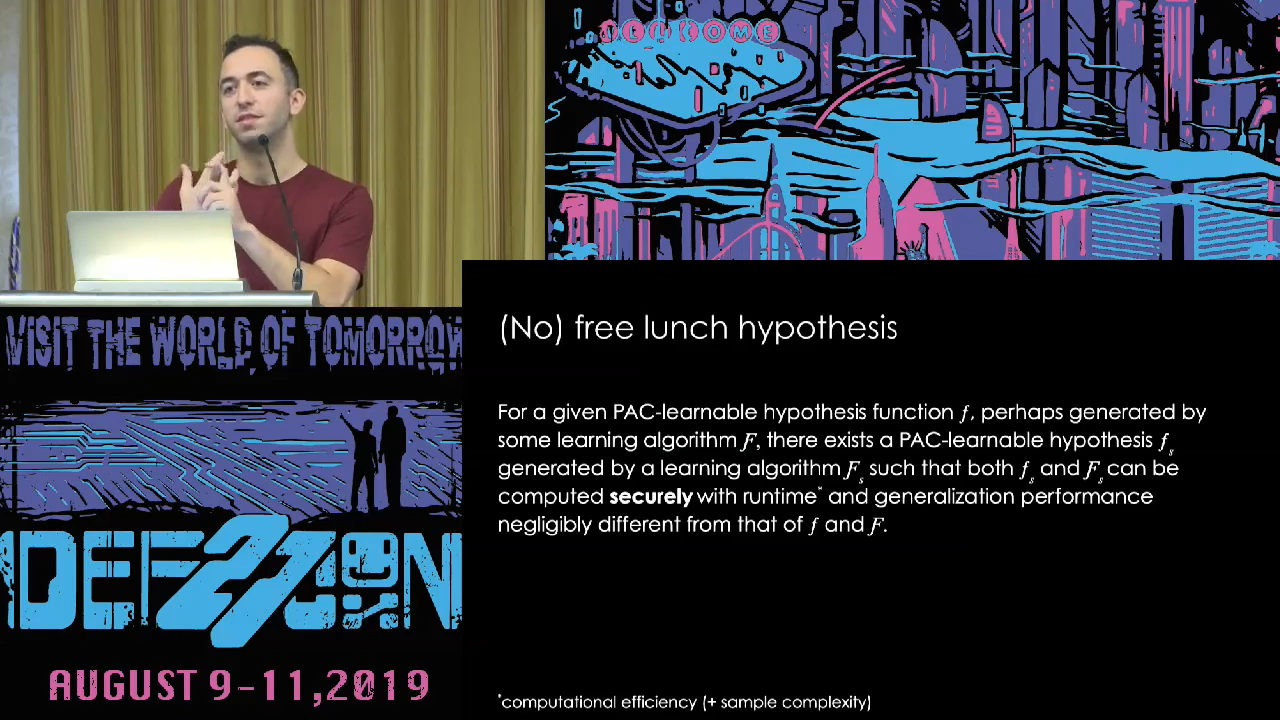 WELCOME
VISIT THE WORLD OF TOMORROW
DEF27CON
AUGUST 9-11,2019
(No) free lunch hypothesis
For a given PAC-learnable hypothesis function f, perhaps generated by
some learning algorithm F, there exists a PAC-learnable hypothesis fₛ
generated by a learning algorithm Fₛ such that both fₛ and Fₛ can be
computed securely with runtime* and generalization performance
negligibly different from that of f and F.
*computational efficiency (+ sample complexity)